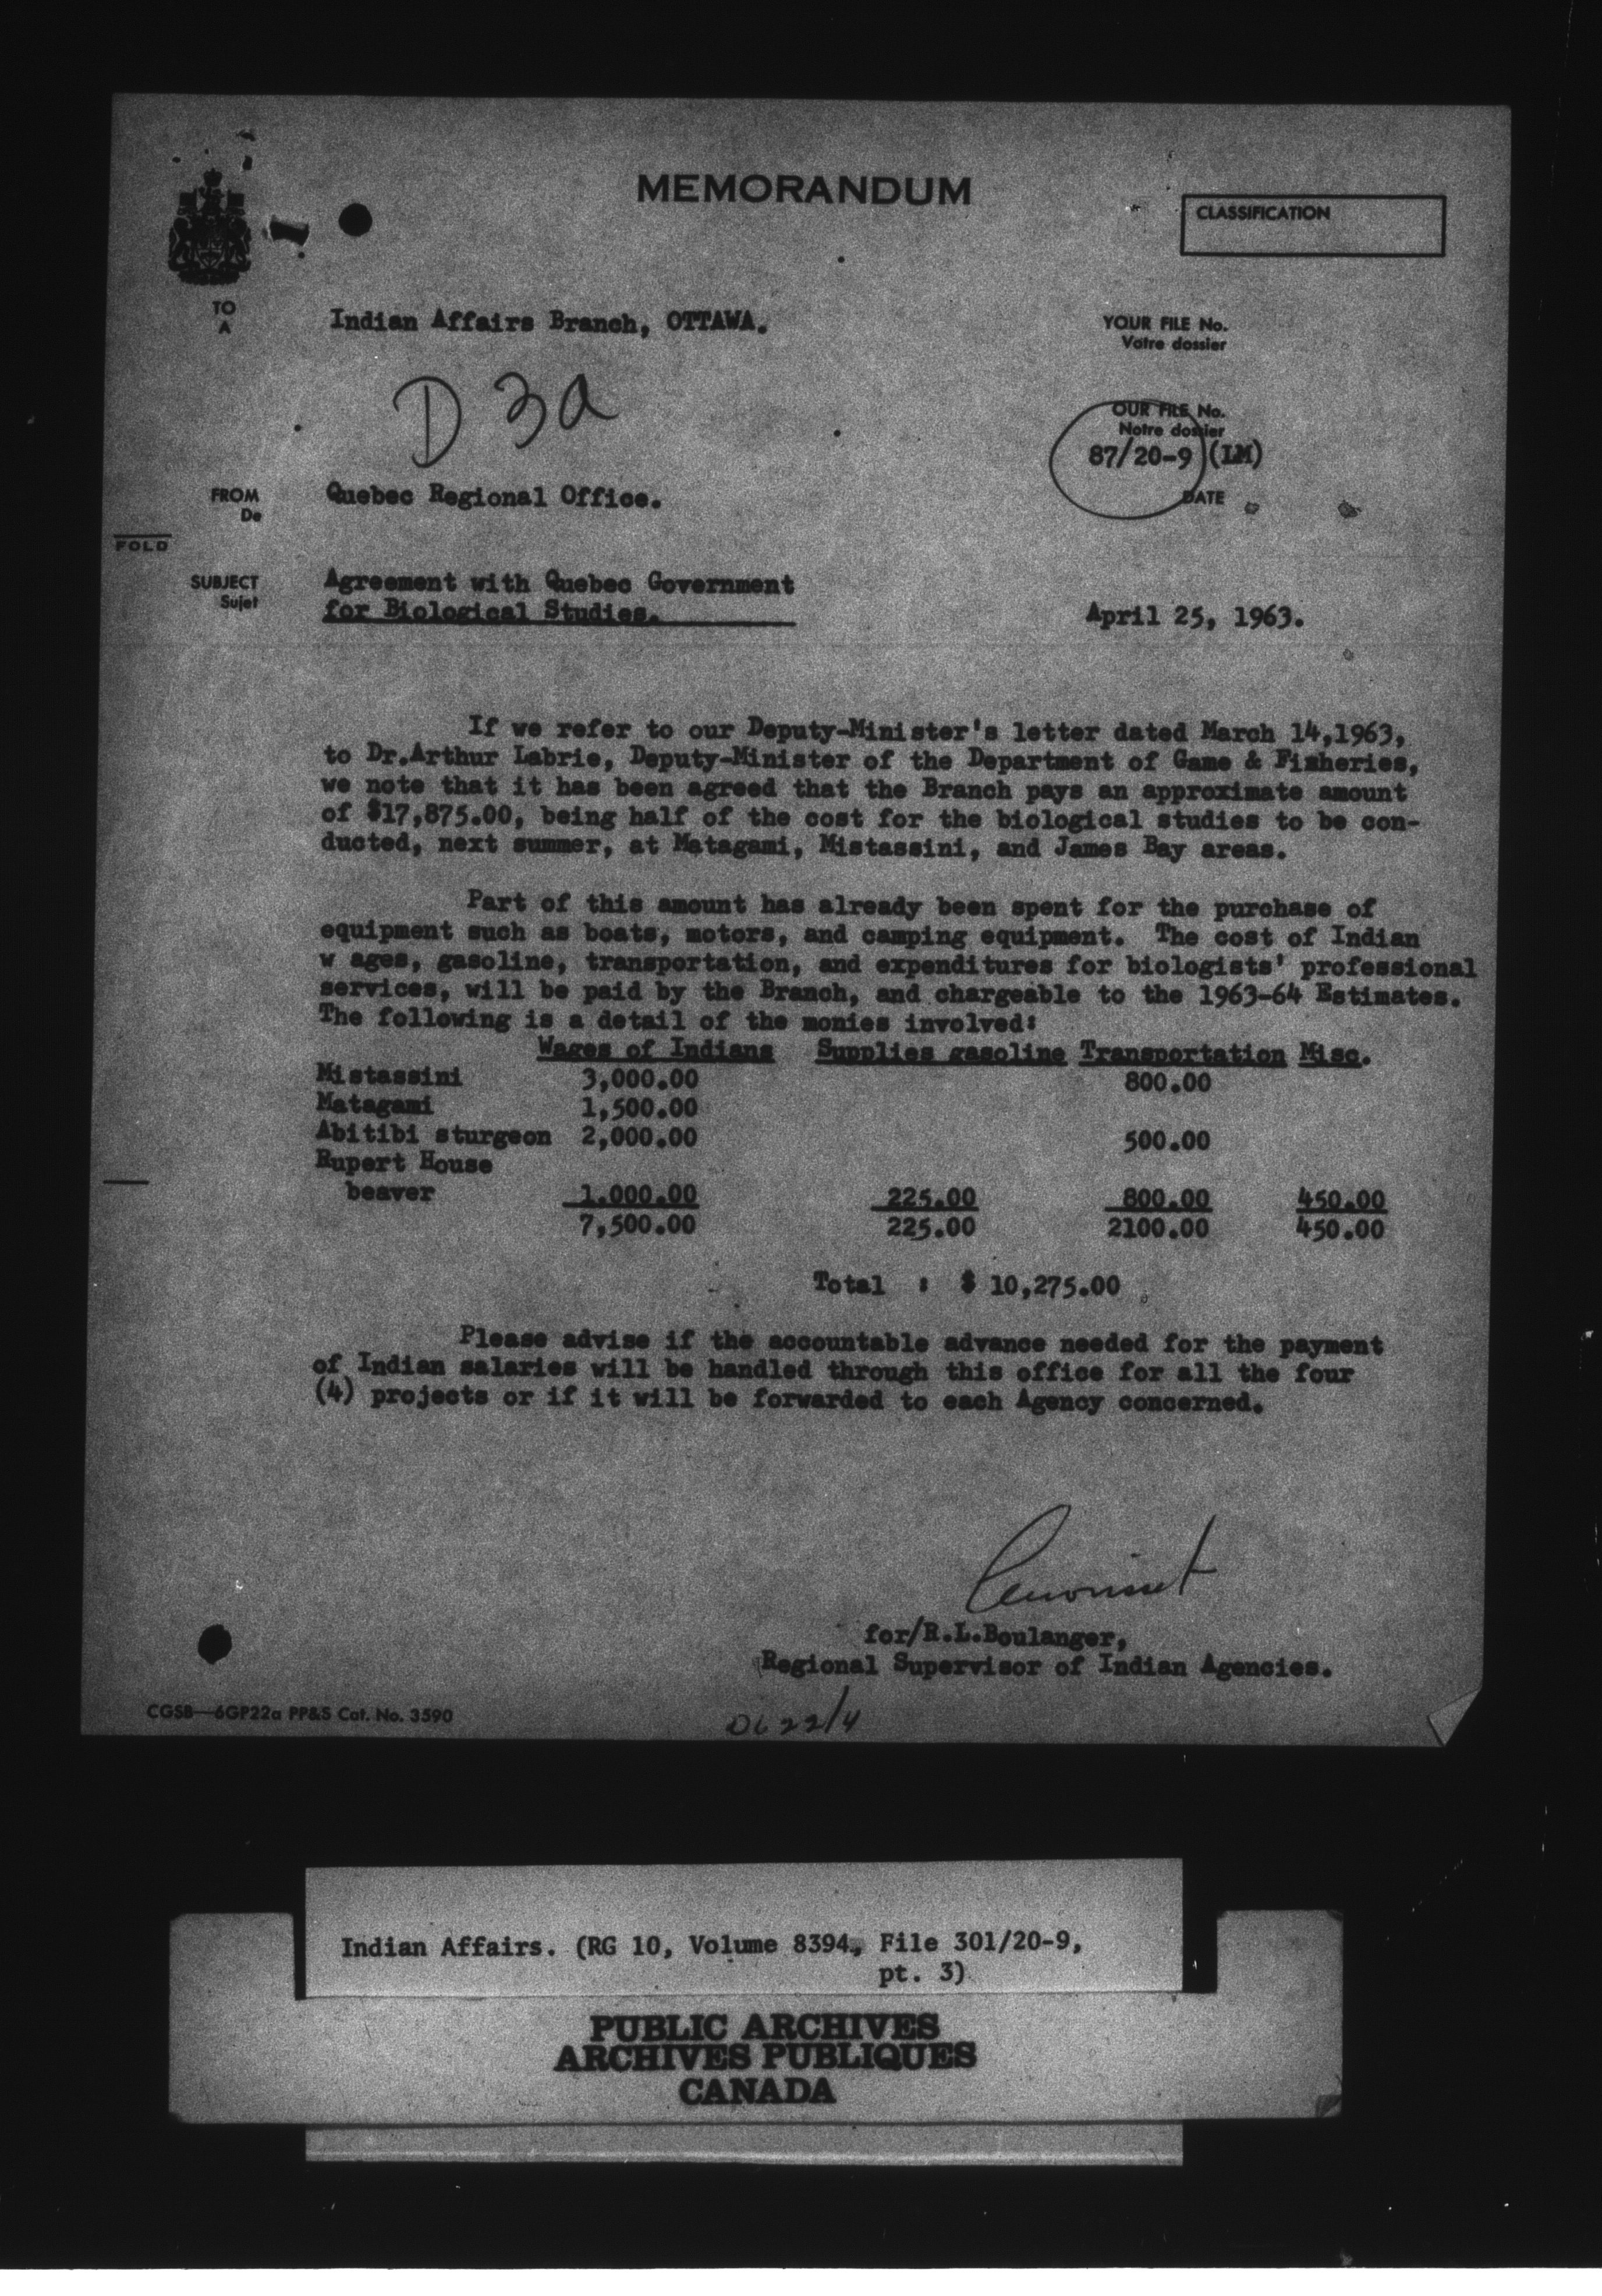 MEMORANDUM
CLASSIFICATION
TO
A
Indian Affairs Branch, OTTAWA.
YOUR FILE No.
Votre dossier
D 3a
OUR FILE No.
Notre dossier
87/20-9 (LM)
FROM
De
Quebec Regional Office.
DATE
FOLD
SUBJECT
Sujet
Agreement with Quebec Government
for Biological Studies.
April 25, 1963.
If we refer to our Deputy-Minister's letter dated March 14,1963,
to Dr.Arthur Labrie, Deputy-Minister of the Department of Game & Fisheries,
we note that it has been agreed that the Branch pays an approximate amount
of $17,875.00, being half of the cost for the biological studies to be con-
ducted, next summer, at Matagami, Mistassini, and James Bay areas.
Part of this amount has already been spent for the purchase of
equipment such as boats, motors, and camping equipment. The cost of Indian
w ages, gasoline, transportation, and expenditures for biologists' professional
services, will be paid by the Branch, and chargeable to the 1963-64 Estimates.
The following is a detail of the monies involved:
Wages of Indians Supplies gasoline Transportation Misc.
Mistassini 3,000.00 800.00
Matagami 1,500.00
Abitibi sturgeon 2,000.00 500.00
Rupert House
beaver 1.000.00 225.00 800.00 450.00
7,500.00 225.00 2100.00 450.00
Total : $ 10,275.00
Please advise if the accountable advance needed for the payment
of Indian salaries will be handled through this office for all the four
(4) projects or if it will be forwarded to each Agency concerned.
for/R.L.Boulanger,
Regional Supervisor of Indian Agencies.
CGSB—6GP22a PP&S Cat. No. 3590
22/4
Indian Affairs. (RG 10, Volume 8394, File 301/20-9,
pt. 3)
PUBLIC ARCHIVES
ARCHIVES PUBLIQUES
CANADA